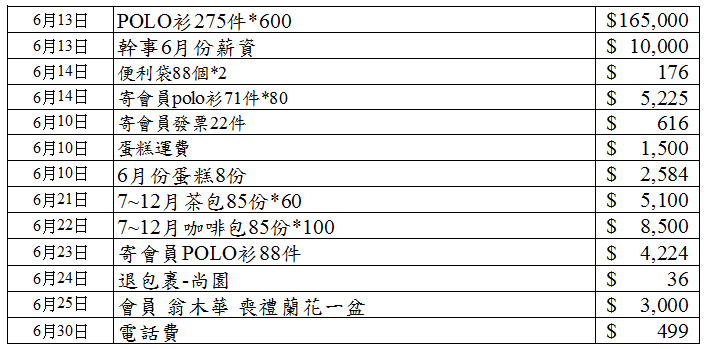 6月13日 POLO衫275件*600 $165,000
6月13日 幹事6月份薪資 $ 10,000
6月14日 便利袋88個*2 $ 176
6月14日 寄會員polo衫71件*80 $ 5,225
6月10日 寄會員發票22件 $ 616
6月10日 蛋糕運費 $ 1,500
6月10日 6月份蛋糕8份 $ 2,584
6月21日 7~12月茶包85份*60 $ 5,100
6月22日 7~12月咖啡包85份*100 $ 8,500
6月23日 寄會員POLO衫88件 $ 4,224
6月24日 退包裹-尚園 $ 36
6月25日 會員 翁木華 喪禮蘭花一盆 $ 3,000
6月30日 電話費 $ 499